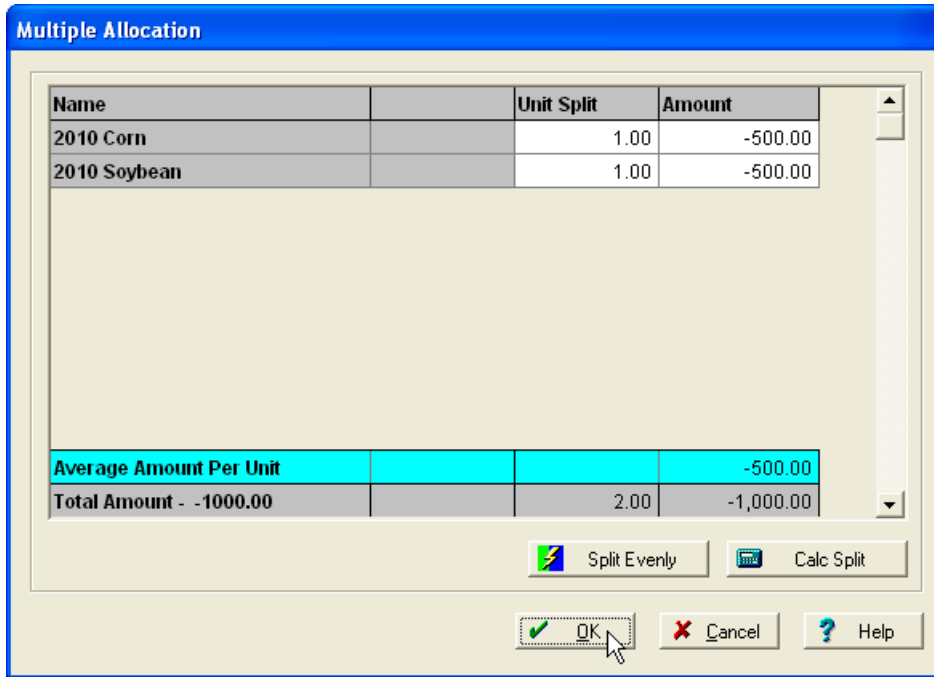 Multiple Allocation
Name Unit Split Amount
2010 Corn 1.00 -500.00
2010 Soybean 1.00 -500.00
Average Amount Per Unit -500.00
Total Amount - -1000.00 2.00 -1,000.00
Split Evenly Calc Split
OK Cancel Help